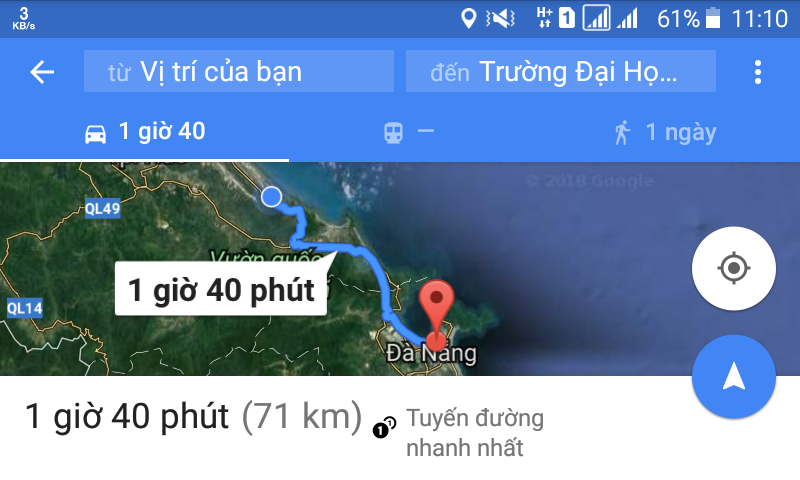 3
KB/s
H+
1
61%
11:10
từ Vị trí của bạn
đến Trường Đại Họ...
1 giờ 40
—
1 ngày
© 2018 Google
QL49
Vườn quốc
1 giờ 40 phút
QL14
Đà Nẵng
1 giờ 40 phút (71 km)
1
Tuyến đường
nhanh nhất